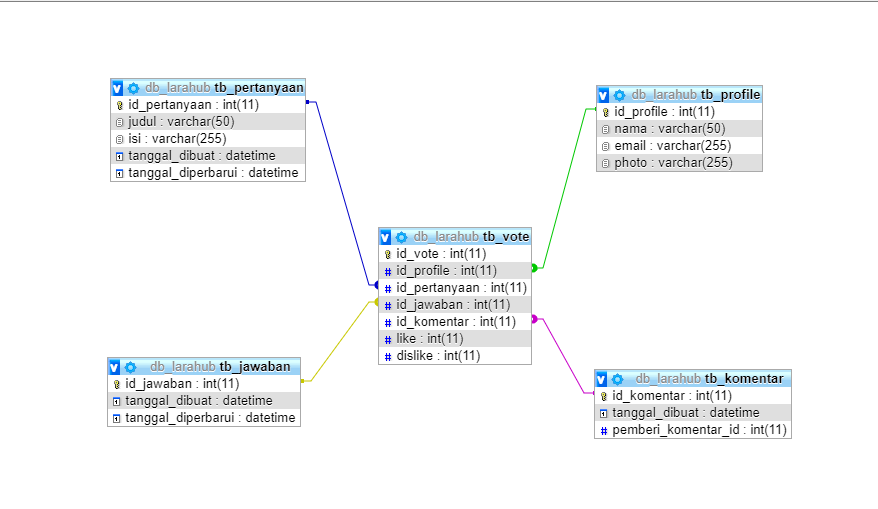 db_larahub tb_pertanyaan
id_pertanyaan : int(11)
judul : varchar(50)
isi : varchar(255)
tanggal_dibuat : datetime
tanggal_diperbarui : datetime
db_larahub tb_profile
id_profile : int(11)
nama : varchar(50)
email : varchar(255)
photo : varchar(255)
db_larahub tb_vote
id_vote : int(11)
id_profile : int(11)
id_pertanyaan : int(11)
id_jawaban : int(11)
id_komentar : int(11)
like : int(11)
dislike : int(11)
db_larahub tb_jawaban
id_jawaban : int(11)
tanggal_dibuat : datetime
tanggal_diperbarui : datetime
db_larahub tb_komentar
id_komentar : int(11)
tanggal_dibuat : datetime
pemberi_komentar_id : int(11)